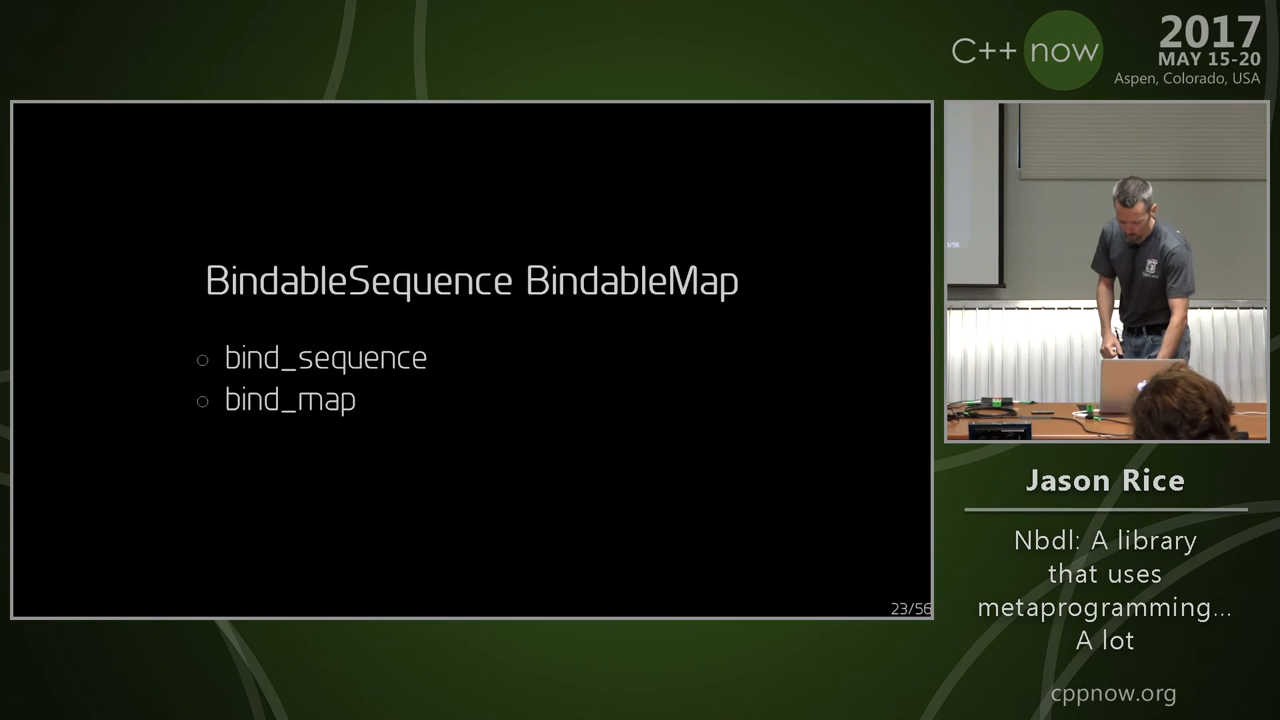 C++ now
2017
MAY 15-20
Aspen, Colorado, USA
BindableSequence BindableMap
bind_sequence
bind_map
23/56
Jason Rice
Nbdl: A library
that uses
metaprogramming...
A lot
cppnow.org